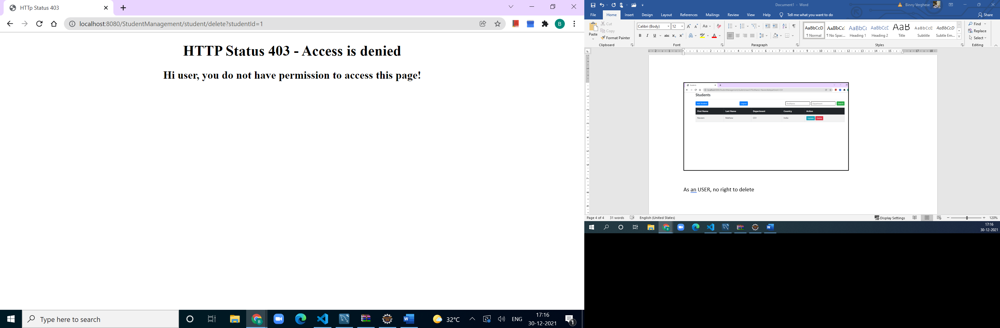 HTTp Status 403
localhost:8080/StudentManagement/student/delete?studentId=1
B
HTTP Status 403 - Access is denied
Hi user, you do not have permission to access this page!
Type here to search
32°C
ENG
17:16
30-12-2021
1
Document1 - Word
Binny Verghese
File Home Insert Design Layout References Mailings Review View Help Tell me what you want to do Share
Paste
Cut
Copy
Format Painter
Clipboard
Calibri (Body) 12
Font
Paragraph
AaBbCcD AaBbCc AaBbCc AaBbCcD AaB AaBbCcD AaBbCcD
¶ Normal ¶ No Spac... Heading 1 Heading 2 Title Subtitle Subtle Em...
Styles
Find
Replace
Select
Editing
Students
localhost:8080/StudentManagement/student/search?firstName=Naveen&department=CS1
Students
Add Student Logout FirstName Department Search
First Name Last Name Department Country Action
Naveen Mathew CS1 India Update Delete
As an USER, no right to delete
Page 4 of 4 31 words English (United States) Display Settings 120%
17:16
30-12-2021